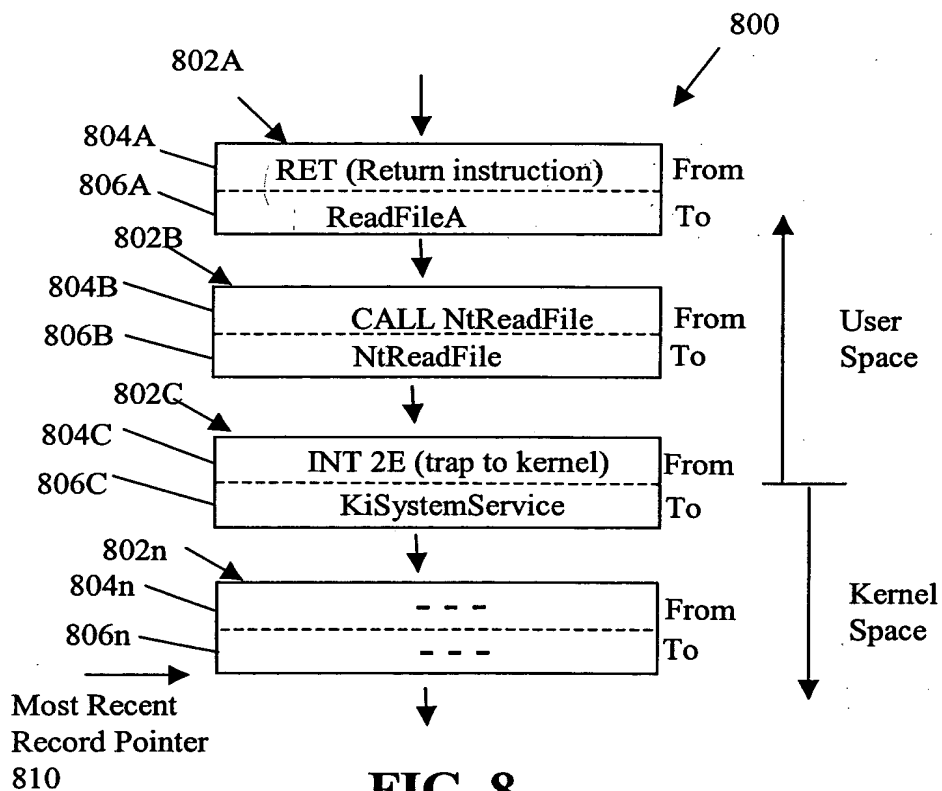 800
802A
804A
RET (Return instruction)
From
806A
ReadFileA
To
802B
804B
CALL NtReadFile
From
806B
NtReadFile
To
User
Space
802C
804C
INT 2E (trap to kernel)
From
806C
KiSystemService
To
802n
804n
- - -
From
806n
- - -
To
Kernel
Space
Most Recent
Record Pointer
810
FIG. 8